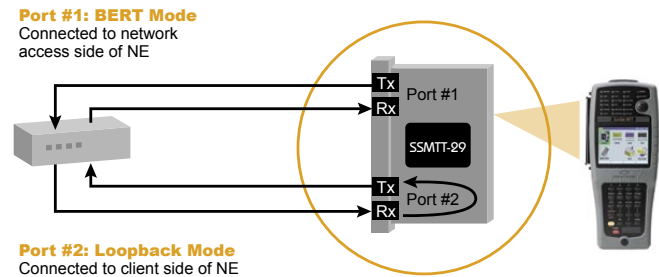 Port #1: BERT Mode
Connected to network
access side of NE
Tx
Port #1
Rx
SSMTT-29
Tx
Port #2
Rx
Port #2: Loopback Mode
Connected to client side of NE